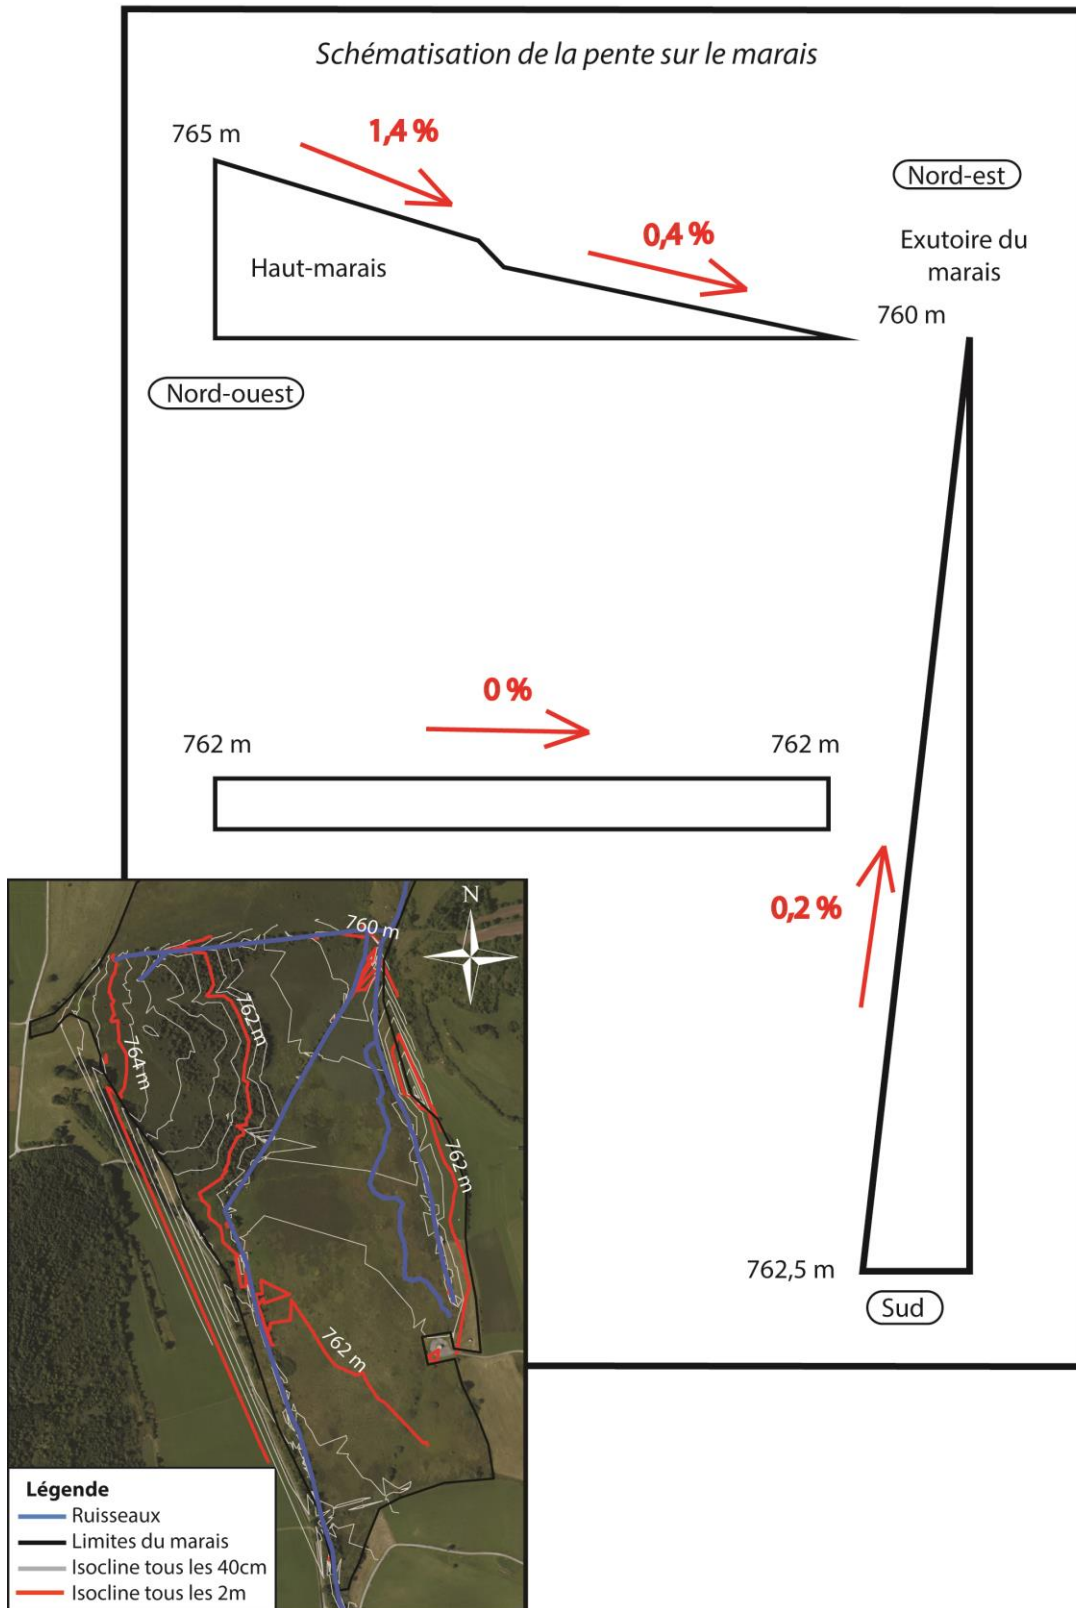 Schématisation de la pente sur le marais
765 m
1,4 %
Nord-est
0,4 %
Exutoire du
marais
Haut-marais
760 m
Nord-ouest
0 %
762 m
762 m
0,2 %
N
760 m
762 m
764 m
762 m
762,5 m
Sud
762 m
Légende
Ruisseaux
Limites du marais
Isocline tous les 40cm
Isocline tous les 2m